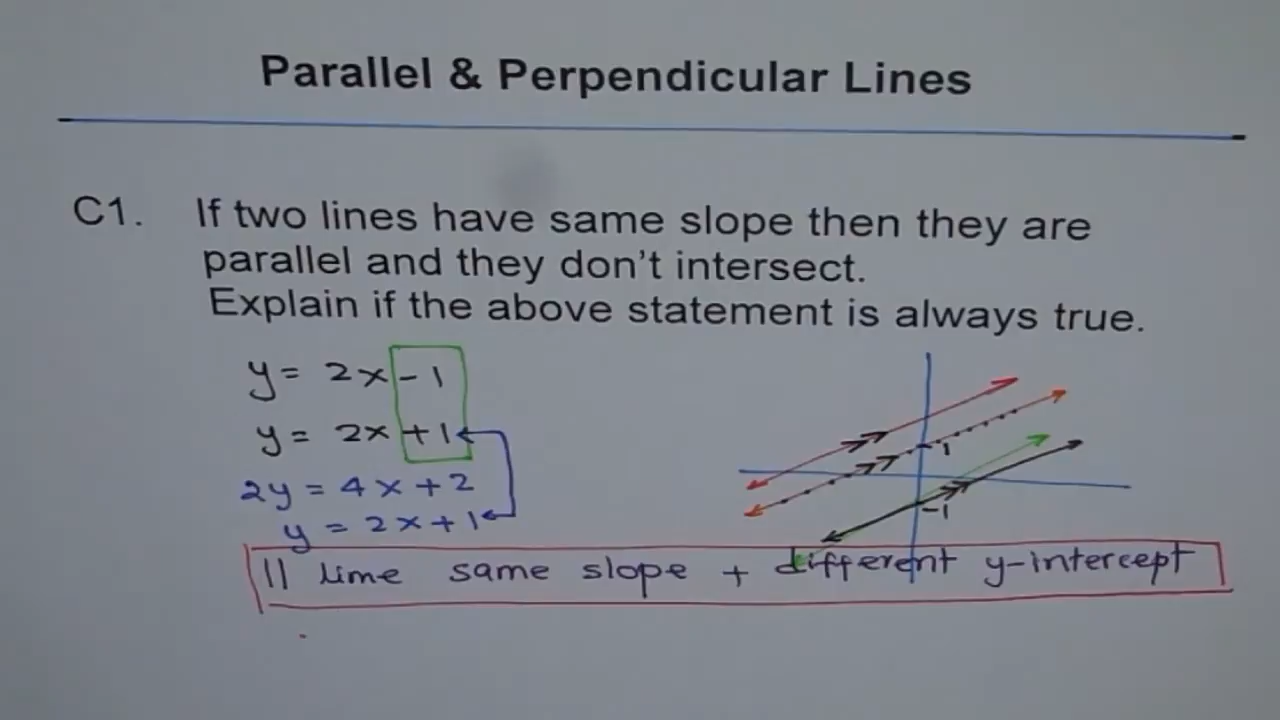 Parallel & Perpendicular Lines
C1. If two lines have same slope then they are
parallel and they don't intersect.
Explain if the above statement is always true.
y = 2x - 1
y = 2x + 1
2y = 4x + 2
y = 2x + 1
1
-1
|| lime same slope + different y-intercept